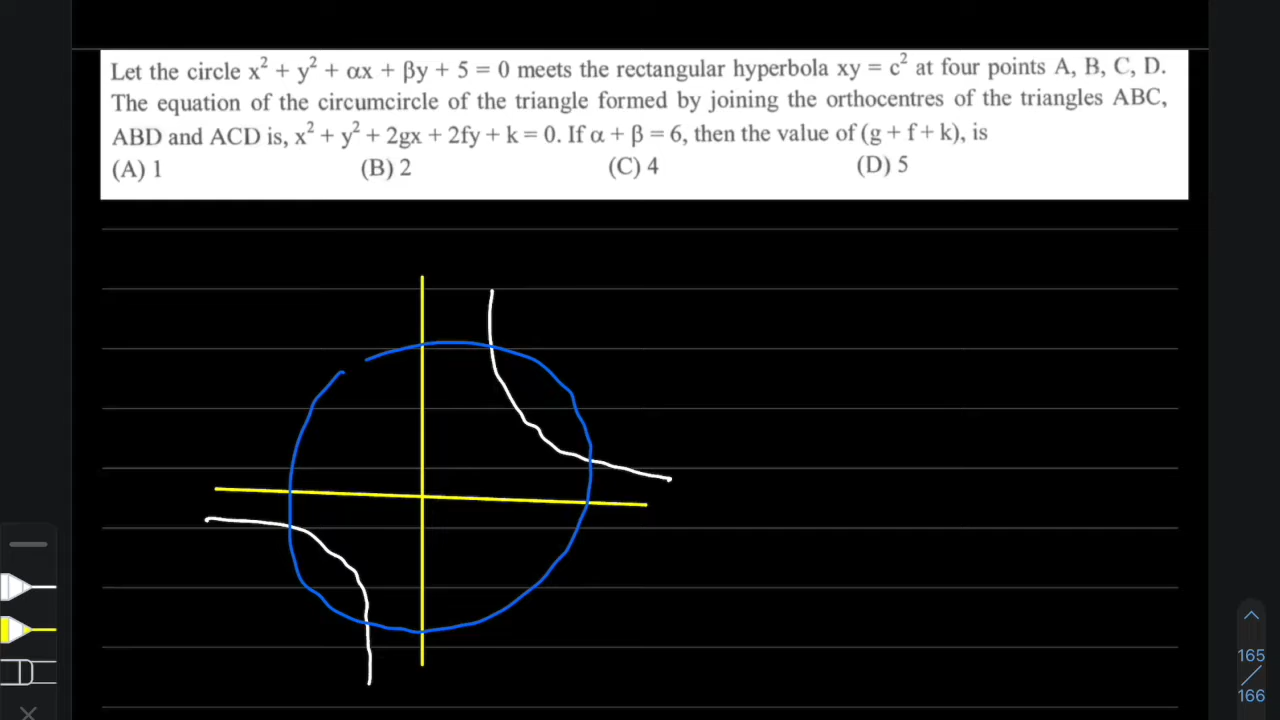 Let the circle x² + y² + αx + βy + 5 = 0 meets the rectangular hyperbola xy = c² at four points A, B, C, D.
The equation of the circumcircle of the triangle formed by joining the orthocentres of the triangles ABC,
ABD and ACD is, x² + y² + 2gx + 2fy + k = 0. If α + β = 6, then the value of (g + f + k), is
(A) 1 (B) 2 (C) 4 (D) 5
165
166